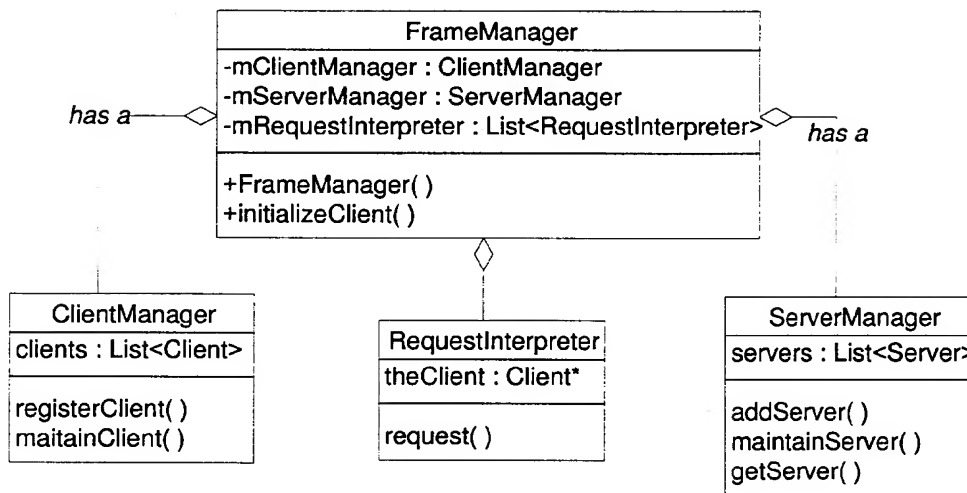 FrameManager
-mClientManager : ClientManager
-mServerManager : ServerManager
-mRequestInterpreter : List<RequestInterpreter>
+FrameManager( )
+initializeClient( )
has a
has a
ClientManager
clients : List<Client>
registerClient( )
maitainClient( )
RequestInterpreter
theClient : Client*
request( )
ServerManager
servers : List<Server>
addServer( )
maintainServer( )
getServer( )